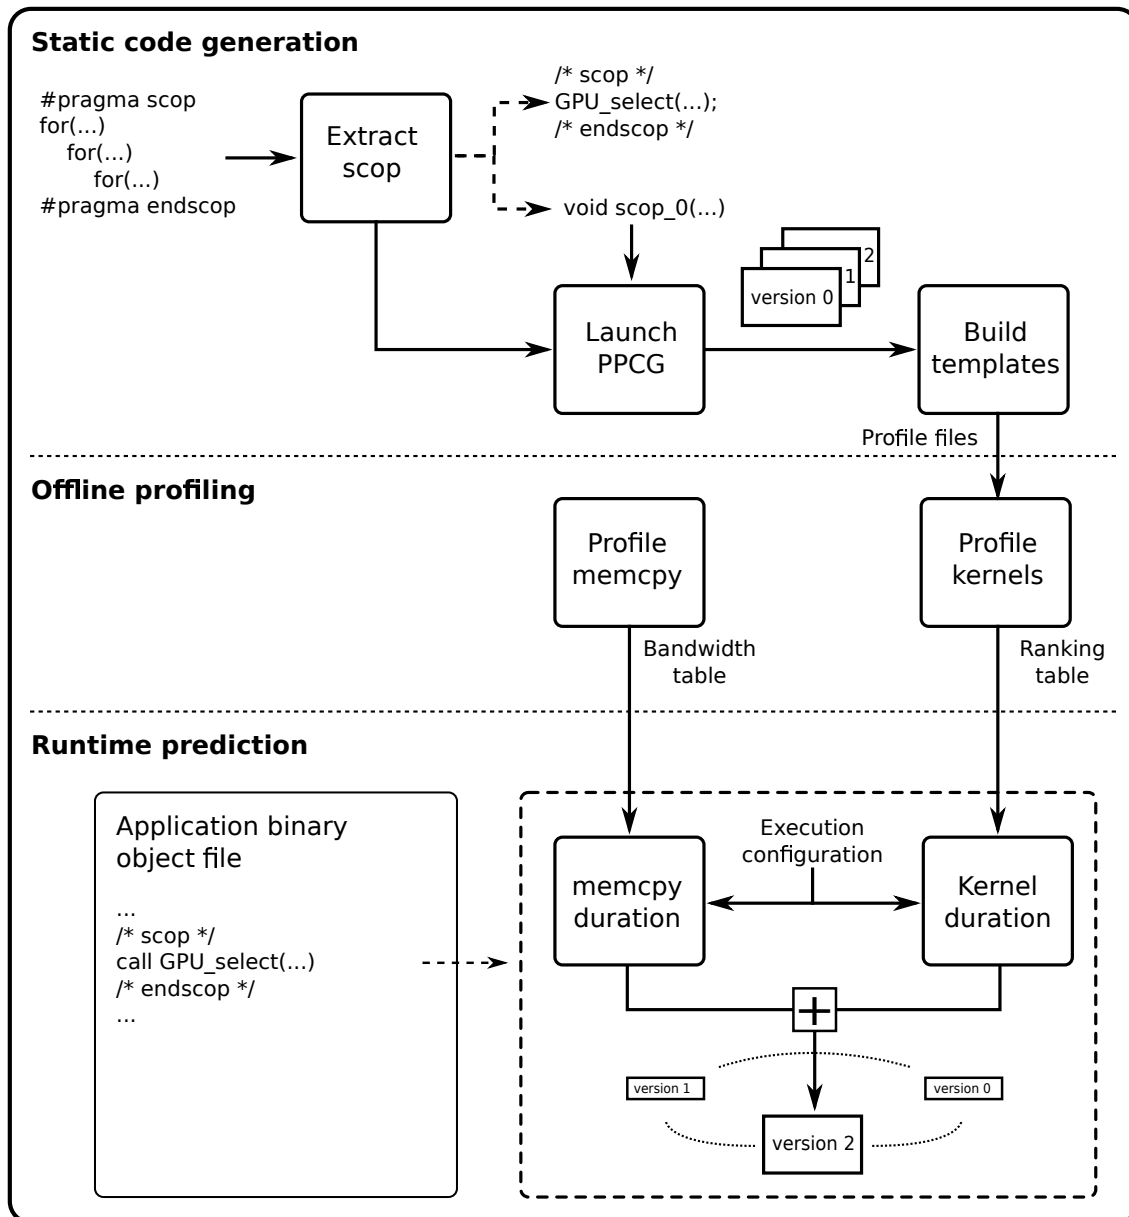 Static code generation
#pragma scop
for(...)
for(...)
for(...)
#pragma endscop
Extract
scop
/* scop */
GPU_select(...);
/* endscop */
void scop_0(...)
Launch
PPCG
2
1
version 0
Build
templates
Profile files
Offline profiling
Profile
memcpy
Profile
kernels
Bandwidth
table
Ranking
table
Runtime prediction
Application binary
object file
...
/* scop */
call GPU_select(...)
/* endscop */
...
Execution
configuration
memcpy
duration
Kernel
duration
+
version 1
version 0
version 2